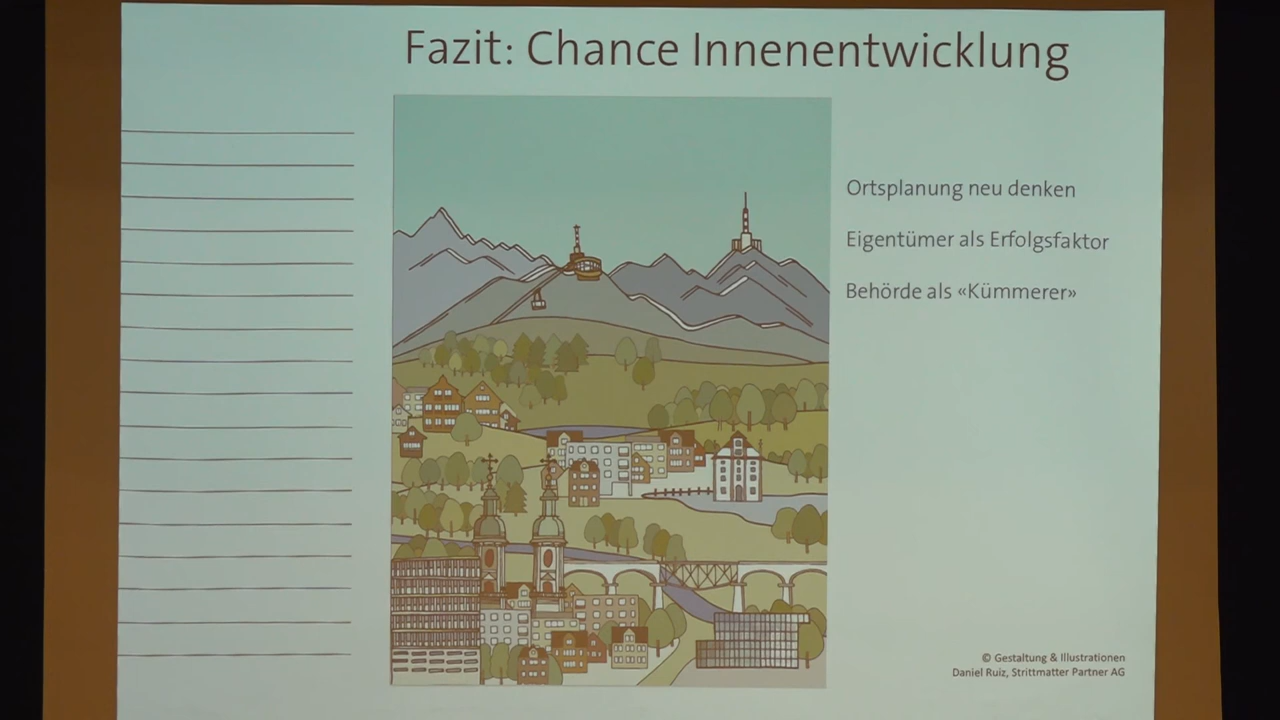 Fazit: Chance Innenentwicklung
Ortsplanung neu denken
Eigentümer als Erfolgsfaktor
Behörde als «Kümmerer»
© Gestaltung & Illustrationen
Daniel Ruiz, Strittmatter Partner AG